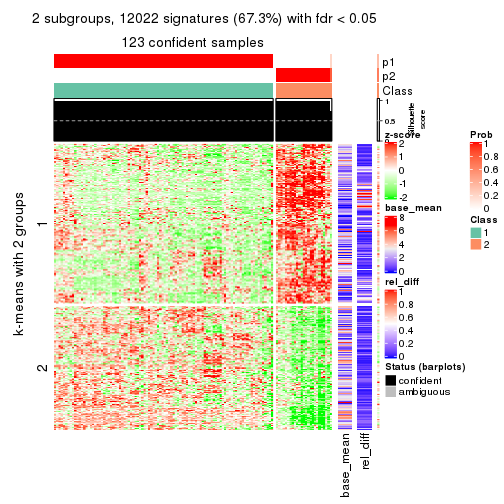 2 subgroups, 12022 signatures (67.3%) with fdr < 0.05
123 confident samples
p1
p2
Class
1
0.5
0
Silhouette
score
k-means with 2 groups
1
2
base_mean
rel_diff
z-score
2
1
0
-1
-2
base_mean
8
6
4
2
0
rel_diff
1
0.8
0.6
0.4
0.2
0
Status (barplots)
confident
ambiguous
Prob
1
0.8
0.6
0.4
0.2
0
Class
1
2